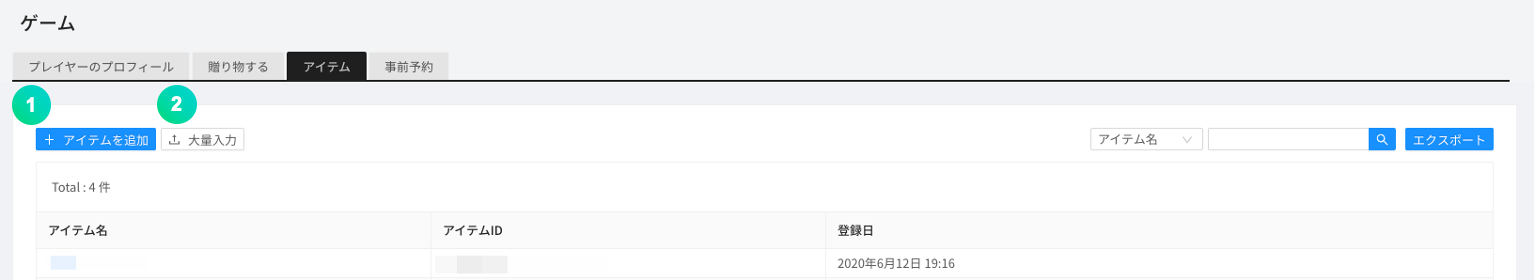 ゲーム
プレイヤーのプロフィール 贈り物する アイテム 事前予約
1 2
アイテムを追加 大量入力 アイテム名 エクスポート
Total : 4 件
アイテム名 アイテムID 登録日
2020年6月12日 19:16